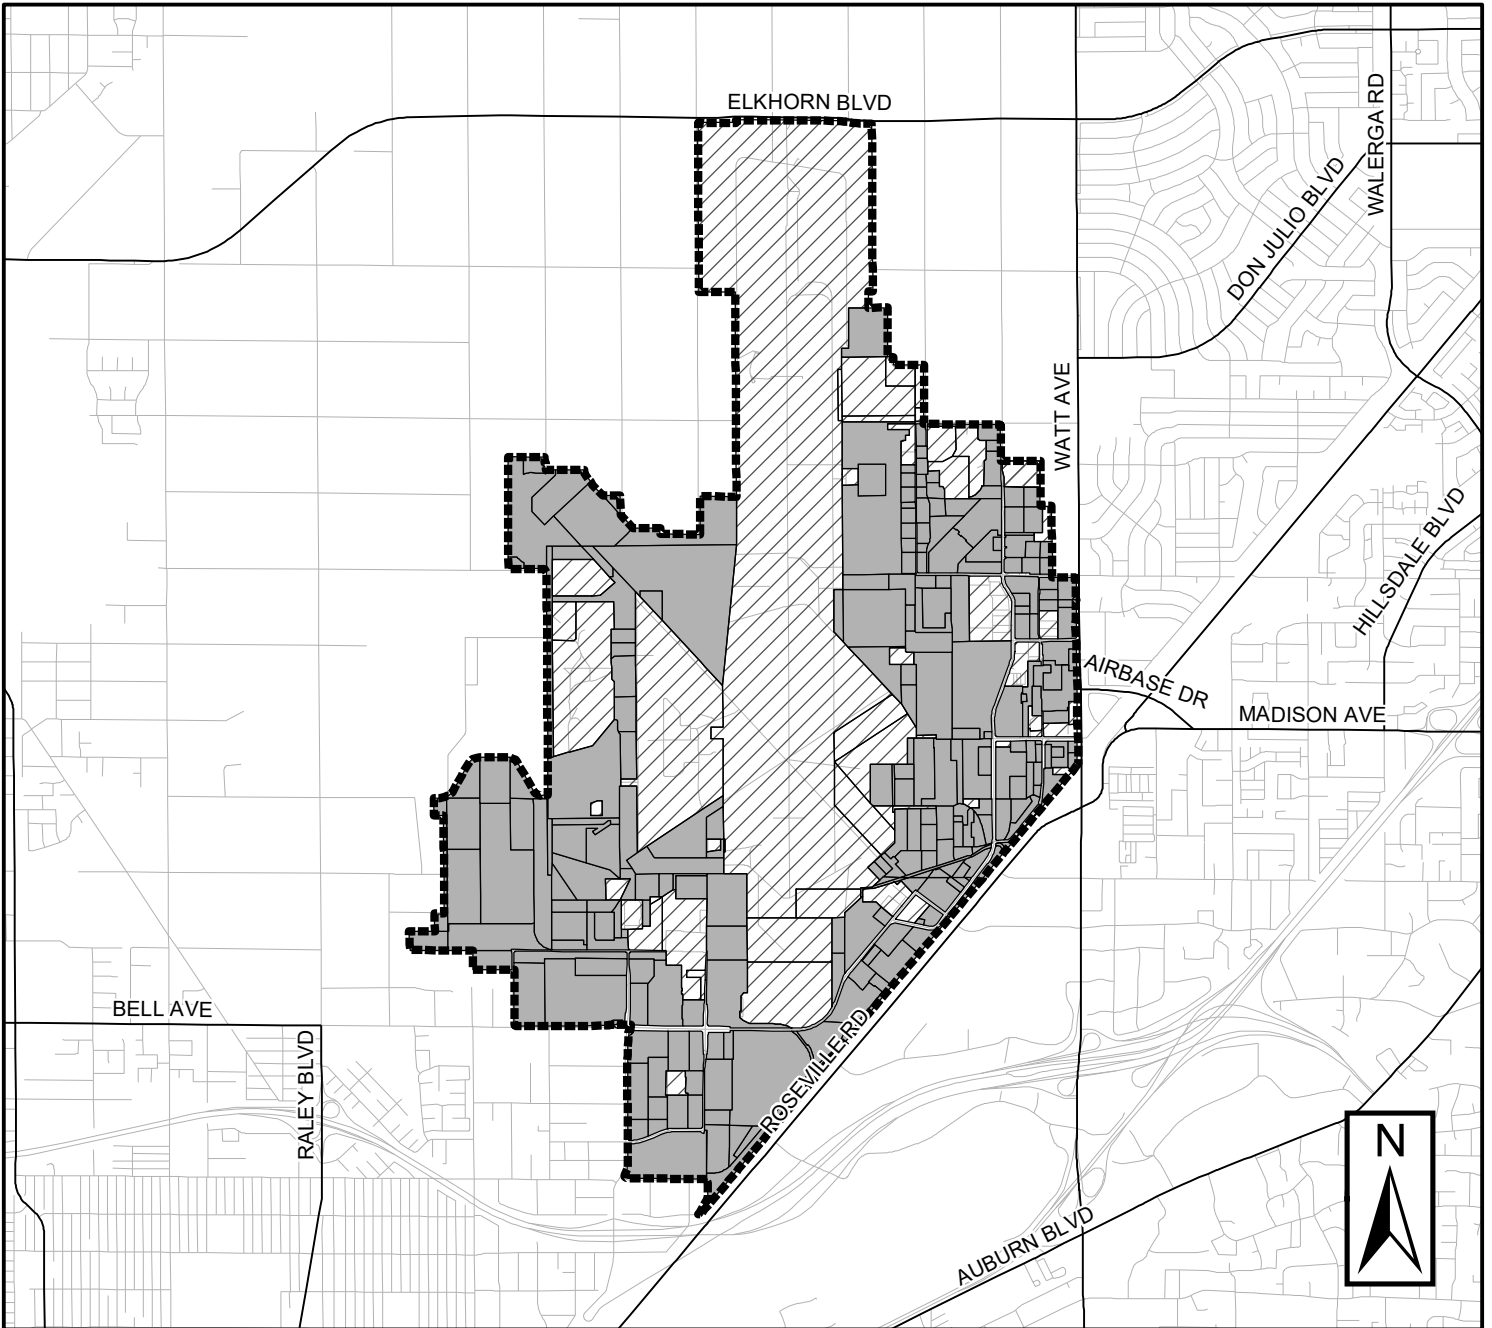 ELKHORN BLVD
WALERGA RD
DON JULIO BLVD
WATT AVE
HILLSDALE BLVD
AIRBASE DR
MADISON AVE
BELL AVE
RALEY BLVD
ROSEVILLE RD
AUBURN BLVD
N